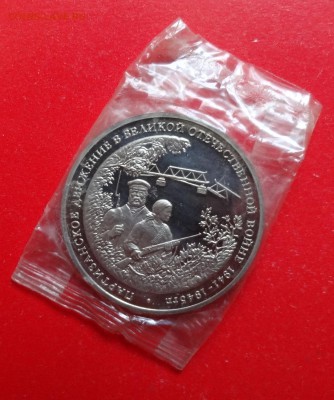 ПАРТИЗАНСКОЕ ДВИЖЕНИЕ В ВЕЛИКОЙ ОТЕЧЕСТВЕННОЙ ВОЙНЕ 1941-1945гг.